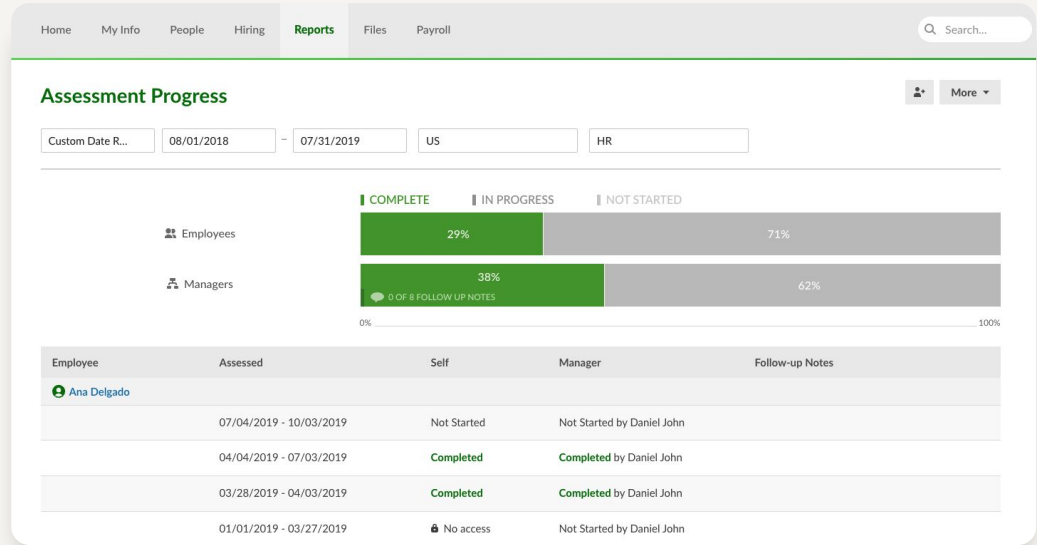 Home My Info People Hiring Reports Files Payroll Search...
Assessment Progress More
Custom Date R... 08/01/2018 – 07/31/2019 US HR
COMPLETE IN PROGRESS NOT STARTED
Employees 29% 71%
Managers 38% 62%
0 OF 8 FOLLOW UP NOTES
0% 100%
Employee Assessed Self Manager Follow-up Notes
Ana Delgado
07/04/2019 - 10/03/2019 Not Started Not Started by Daniel John
04/04/2019 - 07/03/2019 Completed Completed by Daniel John
03/28/2019 - 04/03/2019 Completed Completed by Daniel John
01/01/2019 - 03/27/2019 No access Not Started by Daniel John